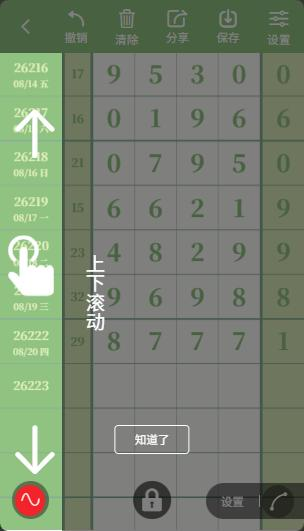 撤销 清除 分享 保存 设置
26216 17 9 5 3 0 0
08/14 五
26217 16 0 1 9 6 6
26218 21 0 7 9 5 0
08/16 日
26219 15 6 6 2 1 9
08/17 一
26220 23 4 8 2 9 9
32 9 6 9 8 8
08/19 三
26222 29 8 7 7 7 1
08/20 四
26223
上下滚动
知道了
设置